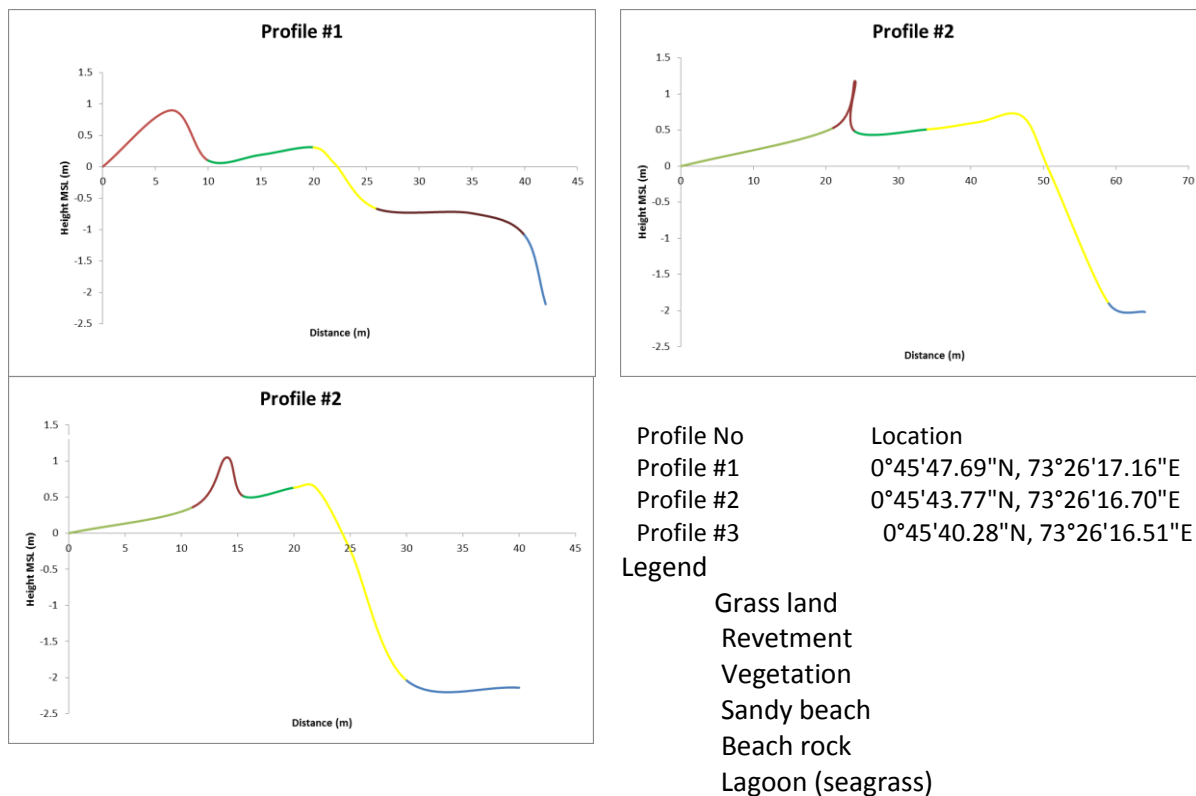 Profile #1
1.5
1
0.5
0
-0.5
-1
-1.5
-2
-2.5
0 5 10 15 20 25 30 35 40 45
Height MSL (m)
Distance (m)
Profile #2
1.5
1
0.5
0
-0.5
-1
-1.5
-2
-2.5
0 10 20 30 40 50 60 70
Height MSL (m)
Distance (m)
Profile #2
1.5
1
0.5
0
-0.5
-1
-1.5
-2
-2.5
0 5 10 15 20 25 30 35 40 45
Height MSL (m)
Distance (m)
Profile No Location
Profile #1 0°45'47.69"N, 73°26'17.16"E
Profile #2 0°45'43.77"N, 73°26'16.70"E
Profile #3 0°45'40.28"N, 73°26'16.51"E
Legend
Grass land
Revetment
Vegetation
Sandy beach
Beach rock
Lagoon (seagrass)